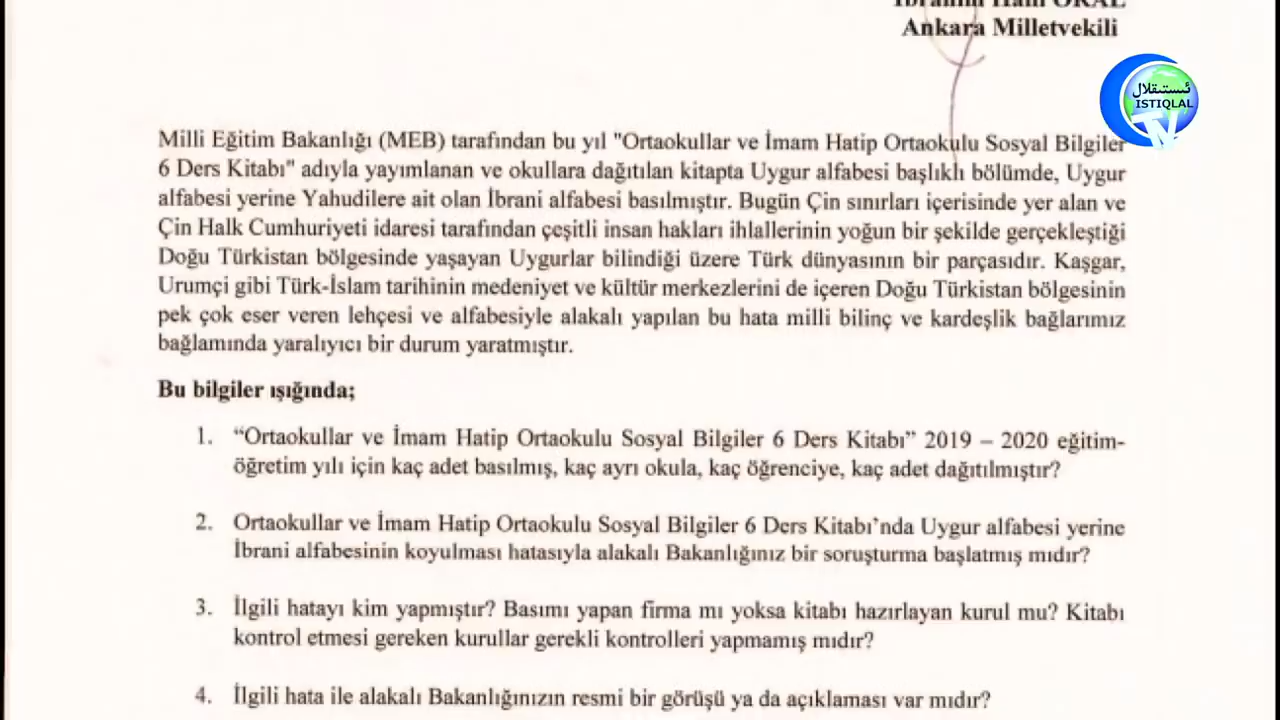 Ankara Milletvekili
ئىستىقلال
ISTIQLAL
TV
Milli Eğitim Bakanlığı (MEB) tarafından bu yıl "Ortaokullar ve İmam Hatip Ortaokulu Sosyal Bilgiler
6 Ders Kitabı" adıyla yayımlanan ve okullara dağıtılan kitapta Uygur alfabesi başlıklı bölümde, Uygur
alfabesi yerine Yahudilere ait olan İbrani alfabesi basılmıştır. Bugün Çin sınırları içerisinde yer alan ve
Çin Halk Cumhuriyeti idaresi tarafından çeşitli insan hakları ihlallerinin yoğun bir şekilde gerçekleştiği
Doğu Türkistan bölgesinde yaşayan Uygurlar bilindiği üzere Türk dünyasının bir parçasıdır. Kaşgar,
Urumçi gibi Türk-İslam tarihinin medeniyet ve kültür merkezlerini de içeren Doğu Türkistan bölgesinin
pek çok eser veren lehçesi ve alfabesiyle alakalı yapılan bu hata milli bilinç ve kardeşlik bağlarımız
bağlamında yaralıyıcı bir durum yaratmıştır.
Bu bilgiler ışığında;
1. “Ortaokullar ve İmam Hatip Ortaokulu Sosyal Bilgiler 6 Ders Kitabı” 2019 – 2020 eğitim-
öğretim yılı için kaç adet basılmış, kaç ayrı okula, kaç öğrenciye, kaç adet dağıtılmıştır?
2. Ortaokullar ve İmam Hatip Ortaokulu Sosyal Bilgiler 6 Ders Kitabı’nda Uygur alfabesi yerine
İbrani alfabesinin koyulması hatasıyla alakalı Bakanlığınız bir soruşturma başlatmış mıdır?
3. İlgili hatayı kim yapmıştır? Basımı yapan firma mı yoksa kitabı hazırlayan kurul mu? Kitabı
kontrol etmesi gereken kurullar gerekli kontrolleri yapmamış mıdır?
4. İlgili hata ile alakalı Bakanlığınızın resmi bir görüşü ya da açıklaması var mıdır?